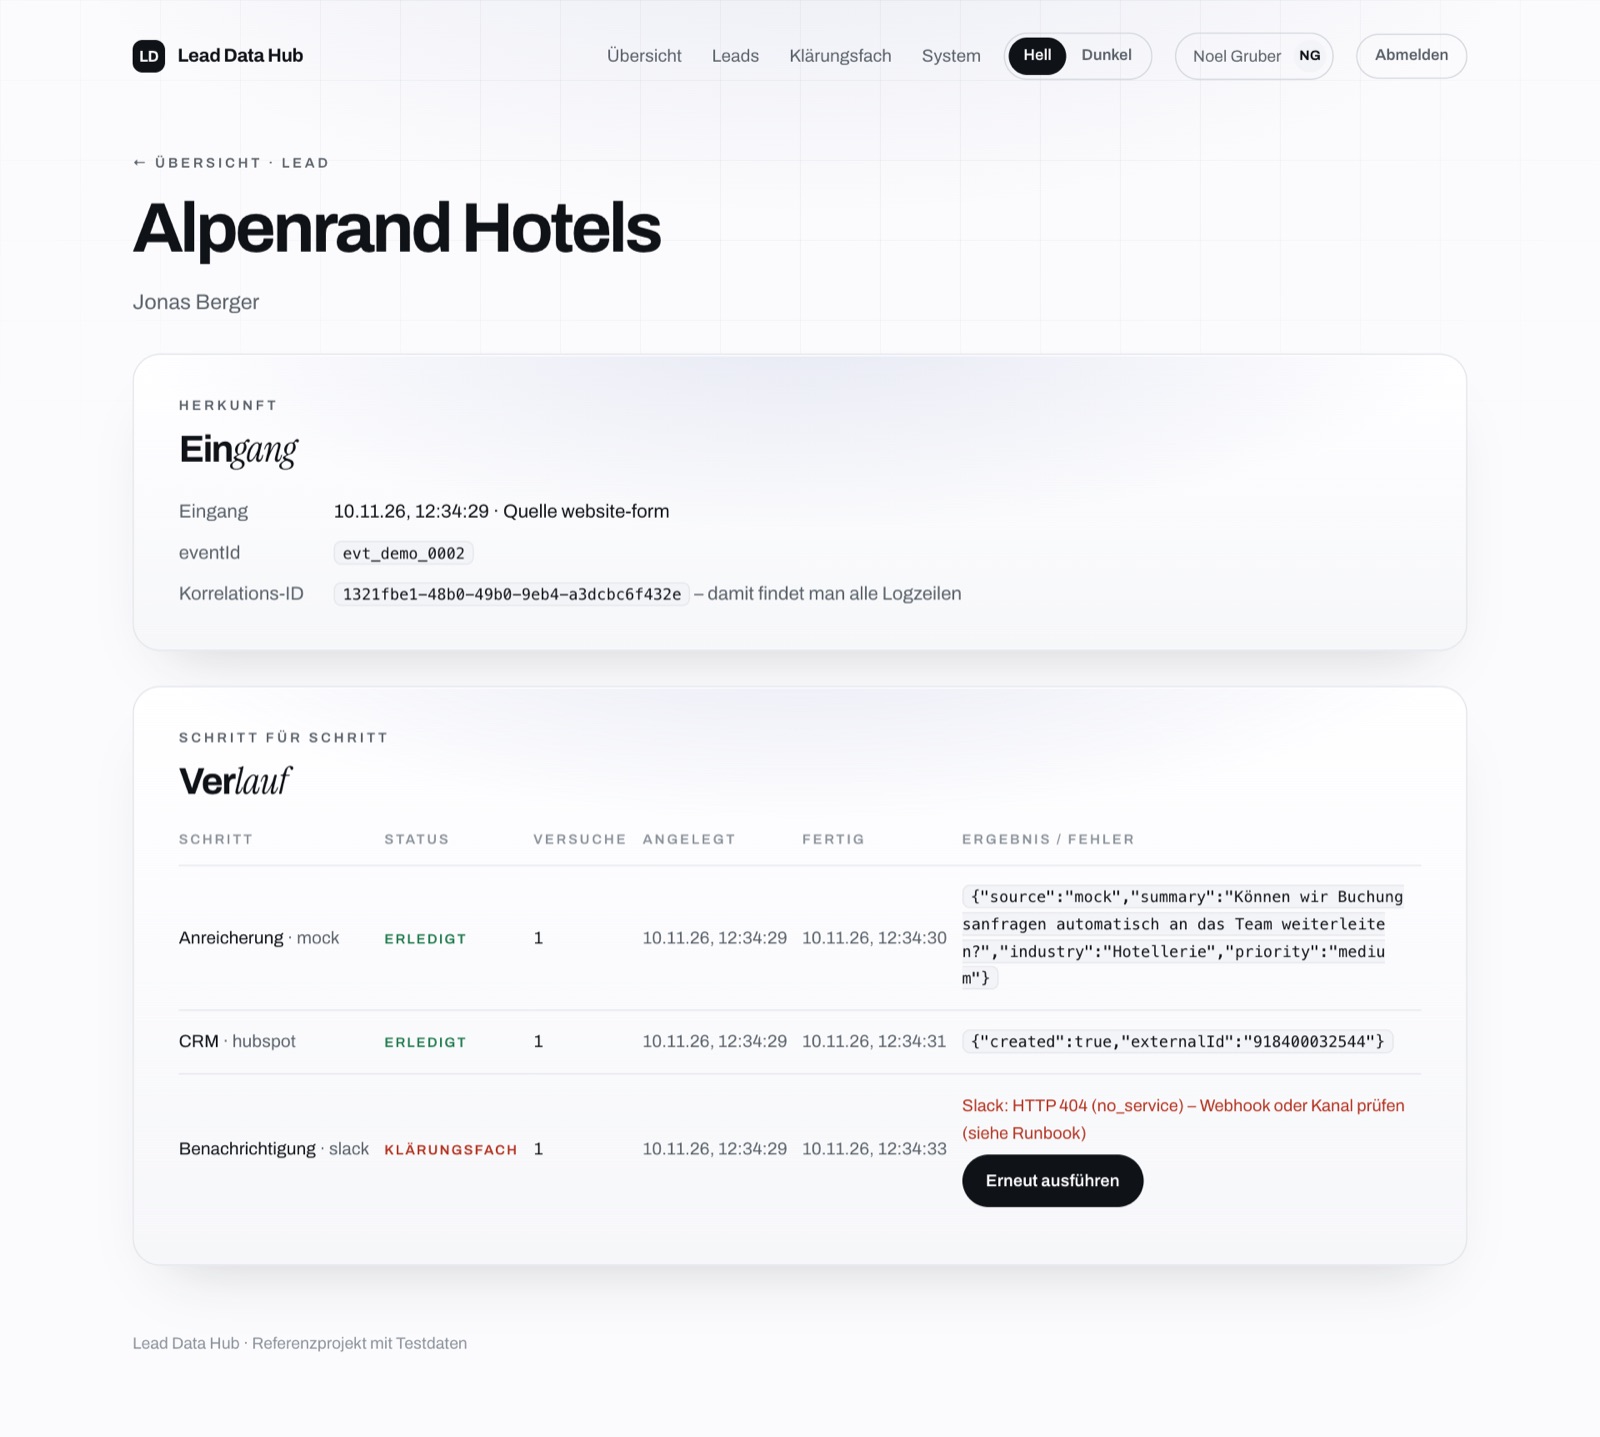 LD Lead Data Hub Übersicht Leads Klärungsfach System Hell Dunkel Noel Gruber NG Abmelden
← ÜBERSICHT · LEAD
Alpenrand Hotels
Jonas Berger
HERKUNFT
Eingang
Eingang 10.11.26, 12:34:29 · Quelle website-form
eventId evt_demo_0002
Korrelations-ID 1321fbe1-48b0-49b0-9eb4-a3dcbc6f432e – damit findet man alle Logzeilen
SCHRITT FÜR SCHRITT
Verlauf
SCHRITT STATUS VERSUCHE ANGELEGT FERTIG ERGEBNIS / FEHLER
Anreicherung · mock ERLEDIGT 1 10.11.26, 12:34:29 10.11.26, 12:34:30
{"source":"mock","summary":"Können wir Buchung
sanfragen automatisch an das Team weiterleite
n?","industry":"Hotellerie","priority":"mediu
m"}
CRM · hubspot ERLEDIGT 1 10.11.26, 12:34:29 10.11.26, 12:34:31 {"created":true,"externalId":"918400032544"}
Benachrichtigung · slack KLÄRUNGSFACH 1 10.11.26, 12:34:29 10.11.26, 12:34:33
Slack: HTTP 404 (no_service) – Webhook oder Kanal prüfen
(siehe Runbook)
Erneut ausführen
Lead Data Hub · Referenzprojekt mit Testdaten